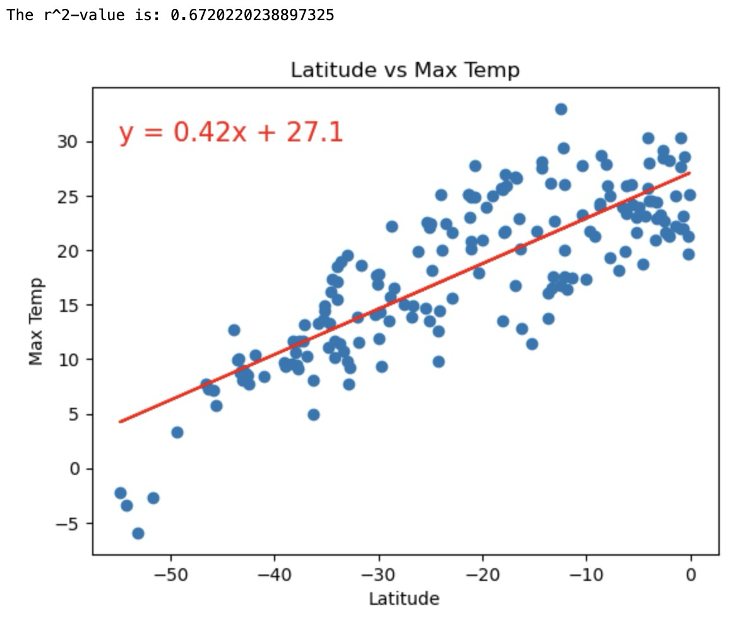 The r^2-value is: 0.6720220238897325
Latitude vs Max Temp
y = 0.42x + 27.1
30
25
20
15
10
5
0
−5
Max Temp
−50 −40 −30 −20 −10 0
Latitude